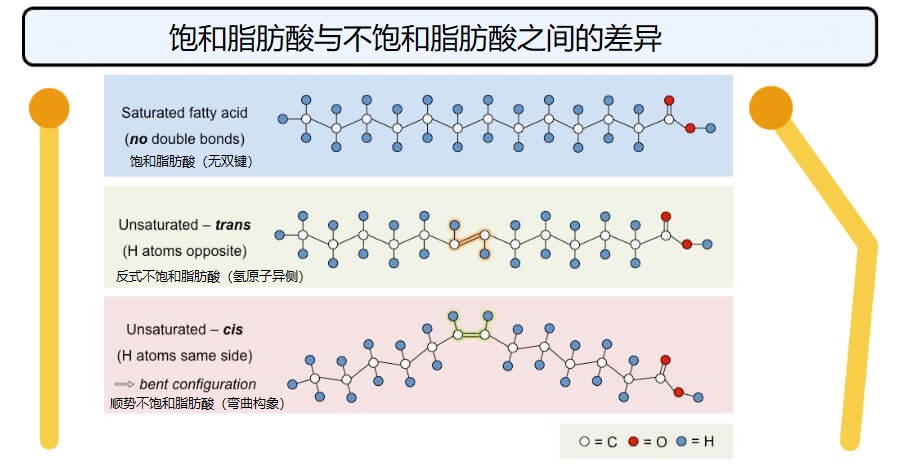 饱和脂肪酸与不饱和脂肪酸之间的差异
Saturated fatty acid
(no double bonds)
饱和脂肪酸（无双键）
Unsaturated – trans
(H atoms opposite)
反式不饱和脂肪酸（氢原子异侧）
Unsaturated – cis
(H atoms same side)
⇒ bent configuration
顺势不饱和脂肪酸（弯曲构象）
= C = O = H